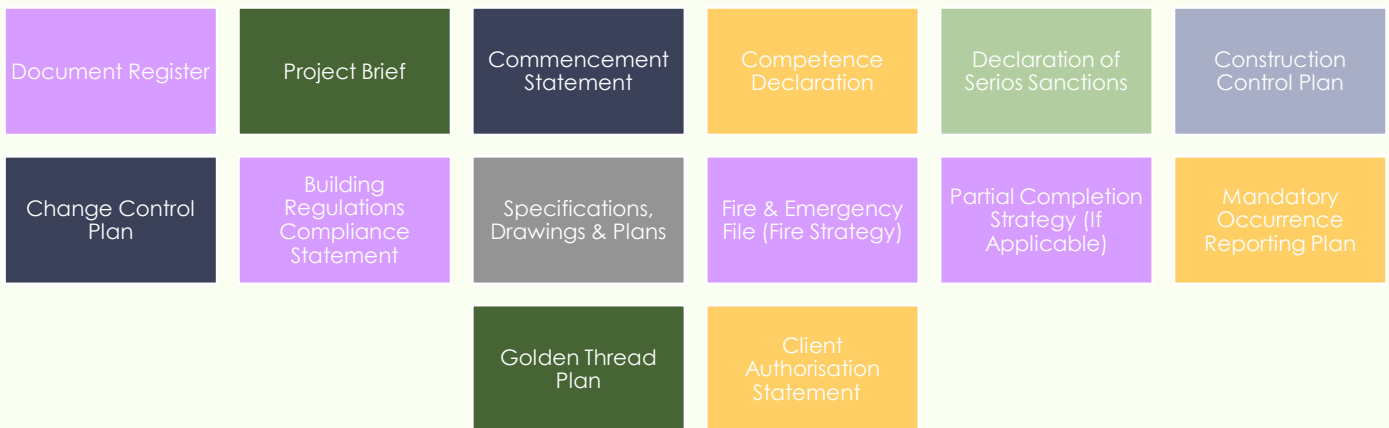 Document Register
Project Brief
Commencement
Statement
Competence
Declaration
Declaration of
Serios Sanctions
Construction
Control Plan
Change Control
Plan
Building
Regulations
Compliance
Statement
Specifications,
Drawings & Plans
Fire & Emergency
File (Fire Strategy)
Partial Completion
Strategy (If
Applicable)
Mandatory
Occurrence
Reporting Plan
Golden Thread
Plan
Client
Authorisation
Statement